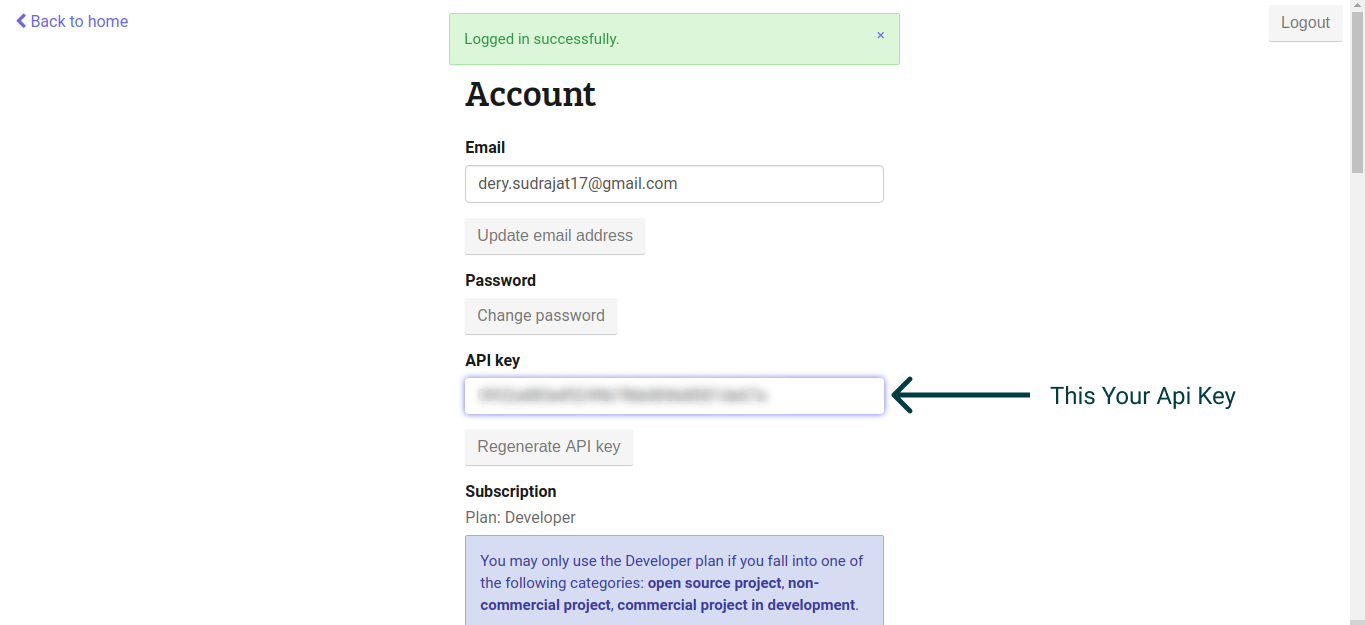 Back to home
Logged in successfully.
×
Logout
Account
Email
dery.sudrajat17@gmail.com
Update email address
Password
Change password
API key
This Your Api Key
Regenerate API key
Subscription
Plan: Developer
You may only use the Developer plan if you fall into one of
the following categories: open source project, non-
commercial project, commercial project in development.